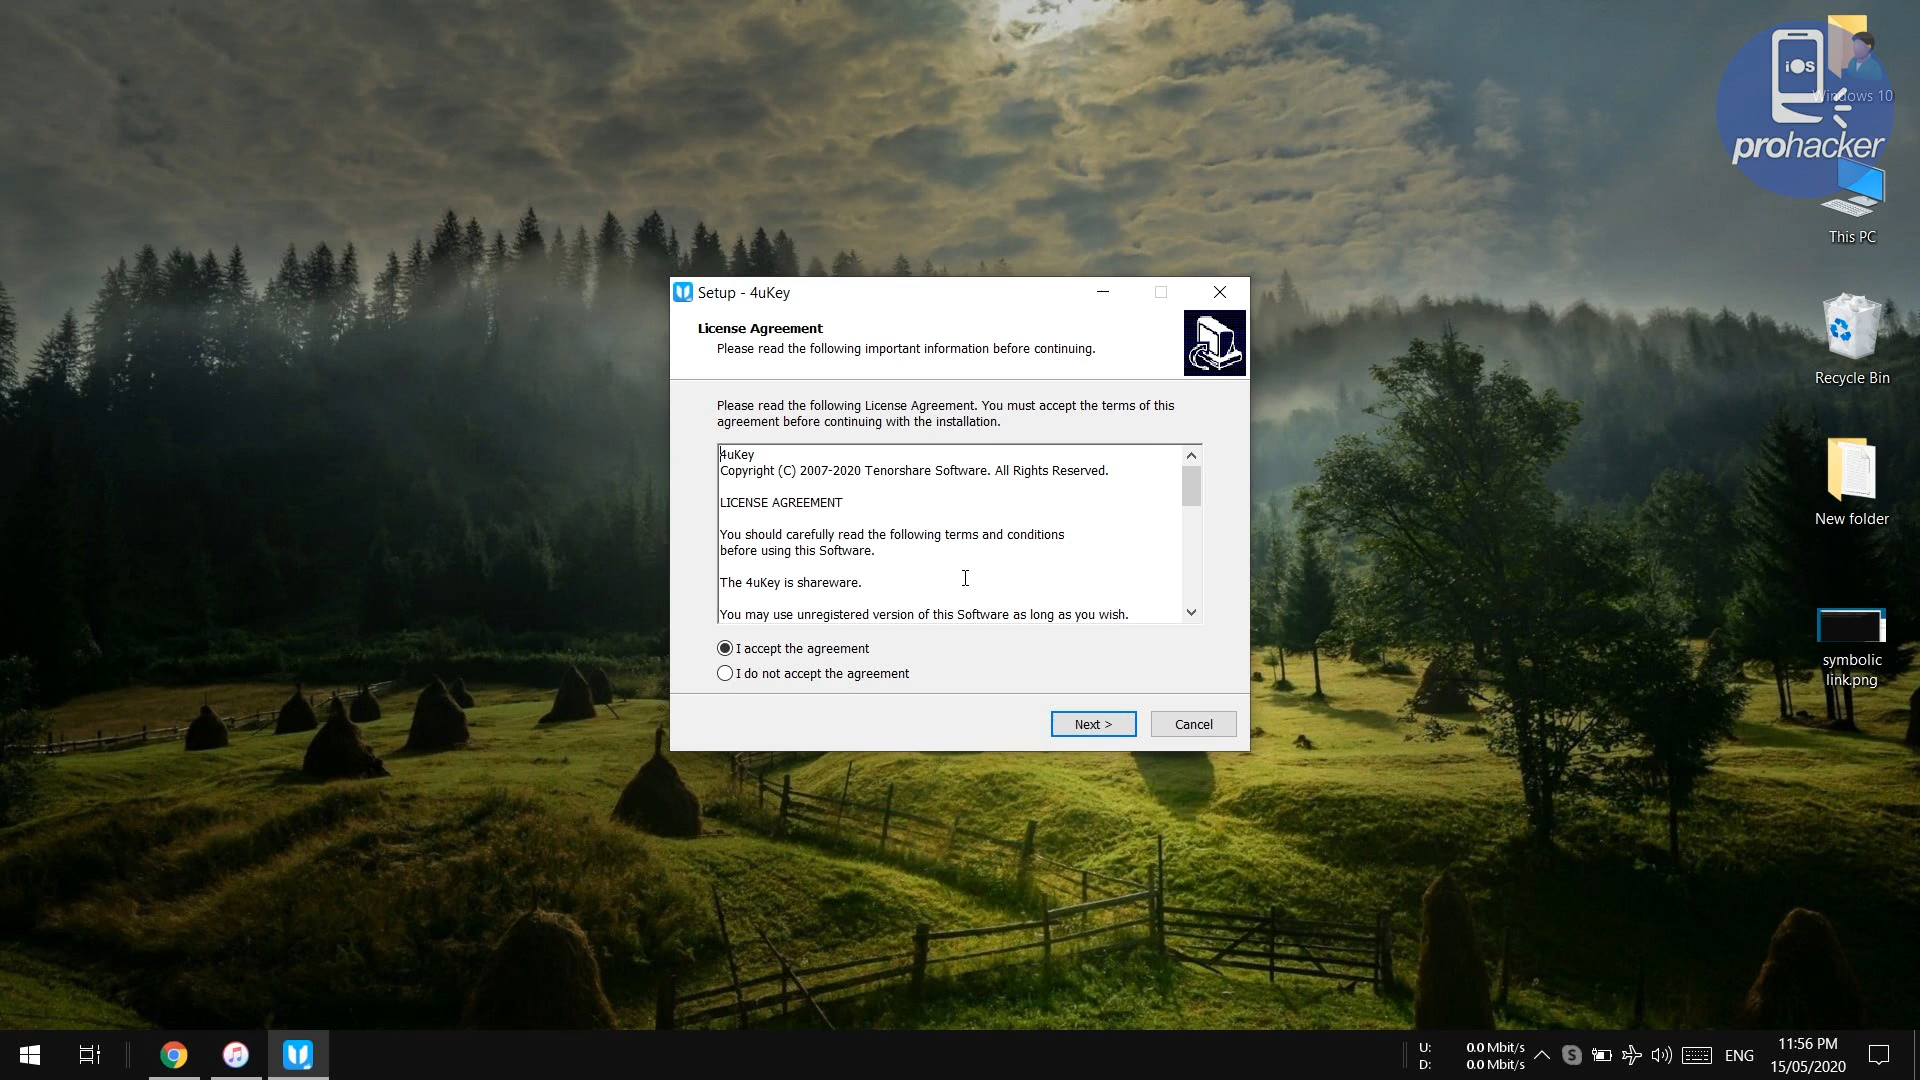 iOS
prohacker
Windows 10
This PC
Recycle Bin
New folder
symbolic
link.png
Setup - 4uKey
License Agreement
Please read the following important information before continuing.
Please read the following License Agreement. You must accept the terms of this
agreement before continuing with the installation.
4uKey
Copyright (C) 2007-2020 Tenorshare Software. All Rights Reserved.
LICENSE AGREEMENT
You should carefully read the following terms and conditions
before using this Software.
The 4uKey is shareware.
You may use unregistered version of this Software as long as you wish.
I accept the agreement
I do not accept the agreement
Next >
Cancel
U: 0.0 Mbit/s
D: 0.0 Mbit/s
S
ENG
11:56 PM
15/05/2020